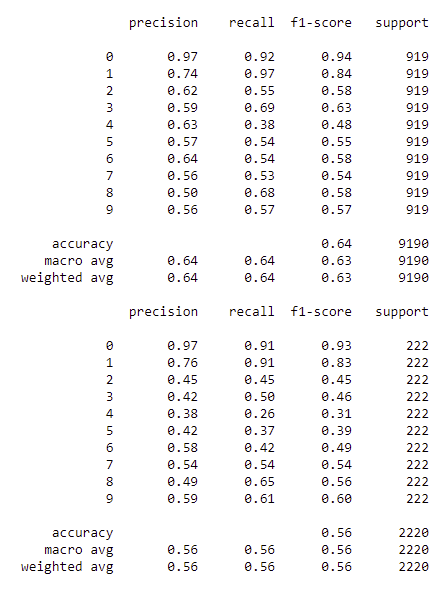 precision recall f1-score support
0 0.97 0.92 0.94 919
1 0.74 0.97 0.84 919
2 0.62 0.55 0.58 919
3 0.59 0.69 0.63 919
4 0.63 0.38 0.48 919
5 0.57 0.54 0.55 919
6 0.64 0.54 0.58 919
7 0.56 0.53 0.54 919
8 0.50 0.68 0.58 919
9 0.56 0.57 0.57 919
accuracy 0.64 9190
macro avg 0.64 0.64 0.63 9190
weighted avg 0.64 0.64 0.63 9190
precision recall f1-score support
0 0.97 0.91 0.93 222
1 0.76 0.91 0.83 222
2 0.45 0.45 0.45 222
3 0.42 0.50 0.46 222
4 0.38 0.26 0.31 222
5 0.42 0.37 0.39 222
6 0.58 0.42 0.49 222
7 0.54 0.54 0.54 222
8 0.49 0.65 0.56 222
9 0.59 0.61 0.60 222
accuracy 0.56 2220
macro avg 0.56 0.56 0.56 2220
weighted avg 0.56 0.56 0.56 2220